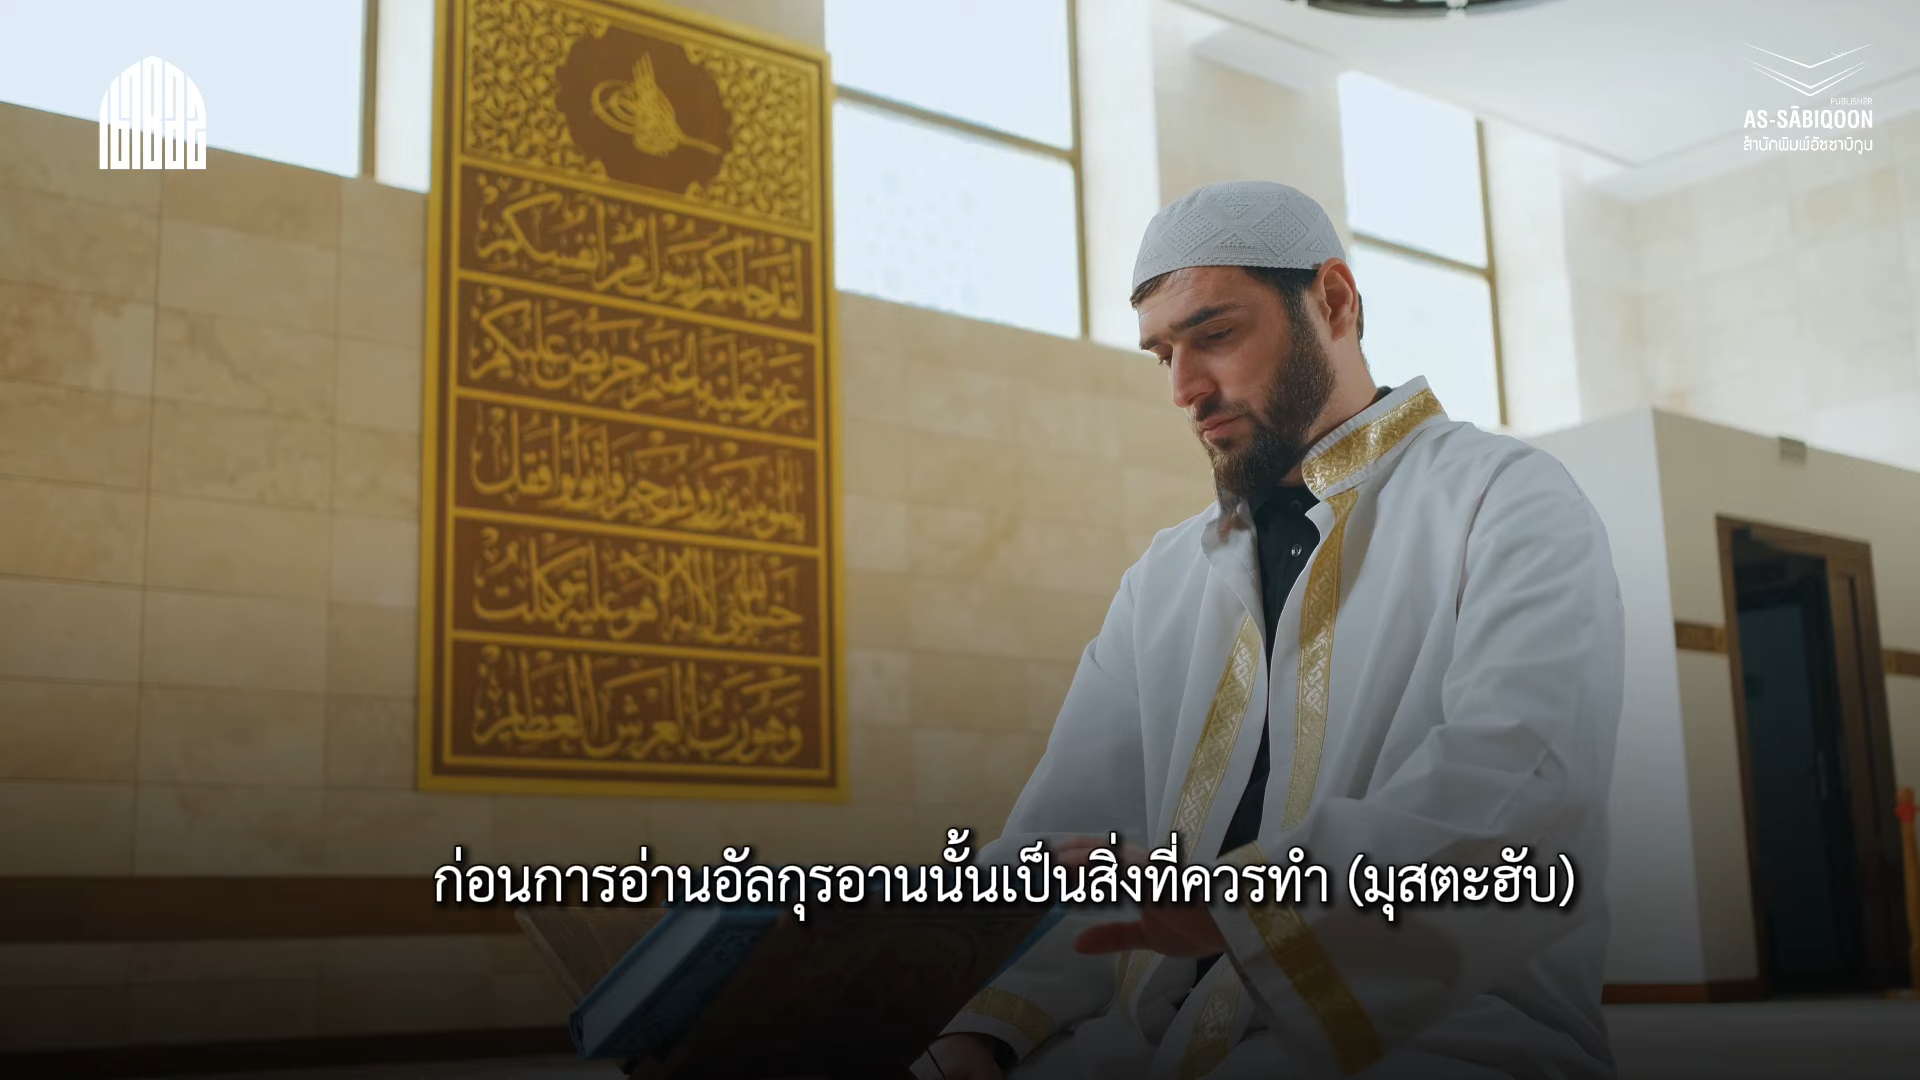 PUBLISHER
AS-SĀBIQOON
สำนักพิมพ์อัซซาบิกูน
لقد جاءكم رسول من أنفسكم
عزيز عليه ما عنتم حريص عليكم
بالمؤمنين رؤوف رحيم فإن تولوا فقل
حسبي الله لا إله إلا هو عليه توكلت
وهو رب العرش العظيم
ก่อนการอ่านอัลกุรอานนั้นเป็นสิ่งที่ควรทำ (มุสตะฮับ)